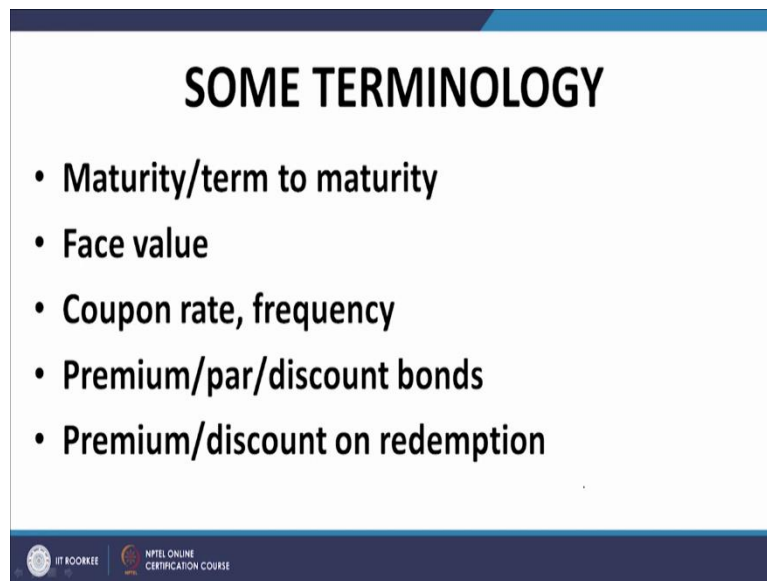 SOME TERMINOLOGY
• Maturity/term to maturity
• Face value
• Coupon rate, frequency
• Premium/par/discount bonds
• Premium/discount on redemption
IIT ROORKEE
NPTEL ONLINE
CERTIFICATION COURSE